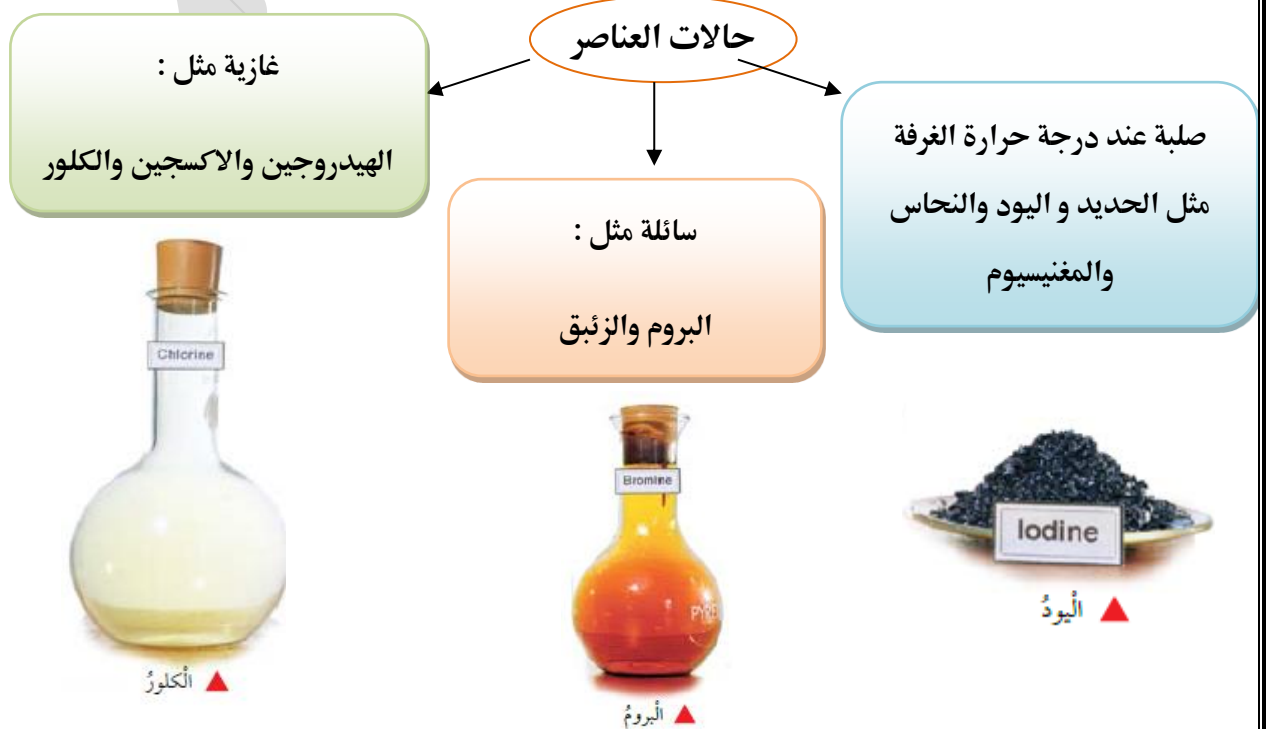 حالات العناصر
صلبة عند درجة حرارة الغرفة
مثل الحديد و اليود والنحاس
والمغنيسيوم
سائلة مثل :
البروم والزئبق
غازية مثل :
الهيدروجين والاكسجين والكلور
Iodine
الْيودُ
Bromine
PYRE
الْبرومُ
Chlorine
الْكلورُ